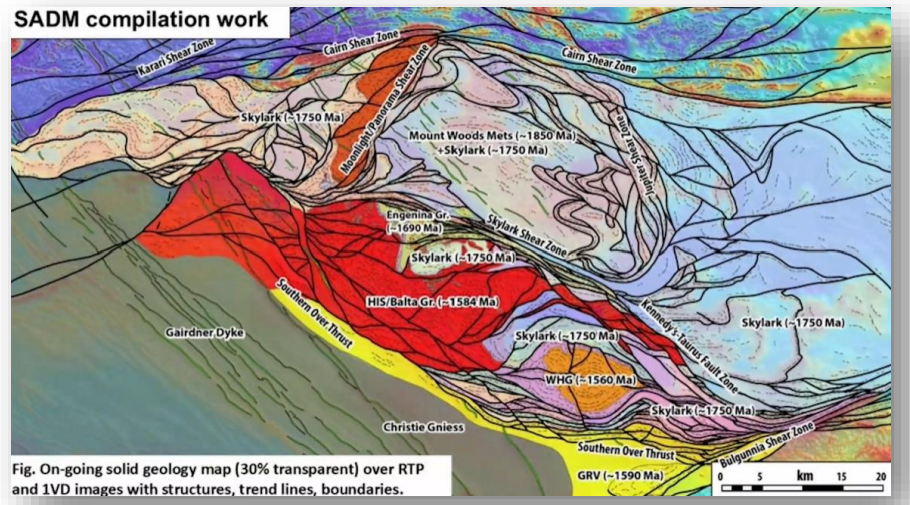 SADM compilation work
Karari Shear Zone
Cairn Shear Zone
Cairn Shear Zone
Moonlight/Panorama Shear Zone
Skylark (~1750 Ma)
Mount Woods Mets (~1850 Ma)
+Skylark (~1750 Ma)
Jupiter Shear Zone
Engenina Gr.
(~1690 Ma)
Skylark Shear Zone
Skylark (~1750 Ma)
HIS/Balta Gr. (~1584 Ma)
Southern Over Thrust
Gairdner Dyke
Skylark (~1750 Ma)
Kennedy's-Taurus Fault Zone
Skylark (~1750 Ma)
WHG (~1560 Ma)
Skylark (~1750 Ma)
Christie Gniess
Southern Over Thrust
Bulgunnia Shear Zone
GRV (~1590 Ma)
Fig. On-going solid geology map (30% transparent) over RTP
and 1VD images with structures, trend lines, boundaries.
0 5 km 15 20